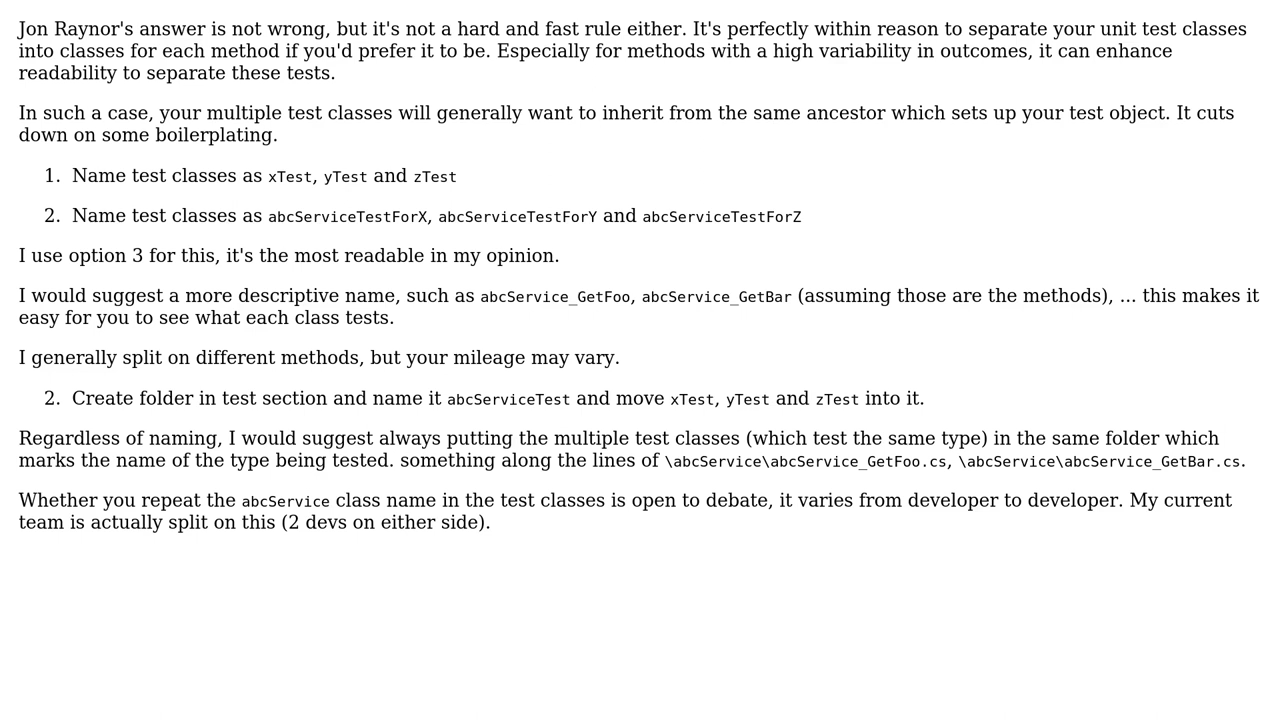 Jon Raynor's answer is not wrong, but it's not a hard and fast rule either. It's perfectly within reason to separate your unit test classes
into classes for each method if you'd prefer it to be. Especially for methods with a high variability in outcomes, it can enhance
readability to separate these tests.
In such a case, your multiple test classes will generally want to inherit from the same ancestor which sets up your test object. It cuts
down on some boilerplating.
1. Name test classes as xTest, yTest and zTest
2. Name test classes as abcServiceTestForX, abcServiceTestForY and abcServiceTestForZ
I use option 3 for this, it's the most readable in my opinion.
I would suggest a more descriptive name, such as abcService_GetFoo, abcService_GetBar (assuming those are the methods), ... this makes it
easy for you to see what each class tests.
I generally split on different methods, but your mileage may vary.
2. Create folder in test section and name it abcServiceTest and move xTest, yTest and zTest into it.
Regardless of naming, I would suggest always putting the multiple test classes (which test the same type) in the same folder which
marks the name of the type being tested. something along the lines of \abcService\abcService_GetFoo.cs, \abcService\abcService_GetBar.cs.
Whether you repeat the abcService class name in the test classes is open to debate, it varies from developer to developer. My current
team is actually split on this (2 devs on either side).